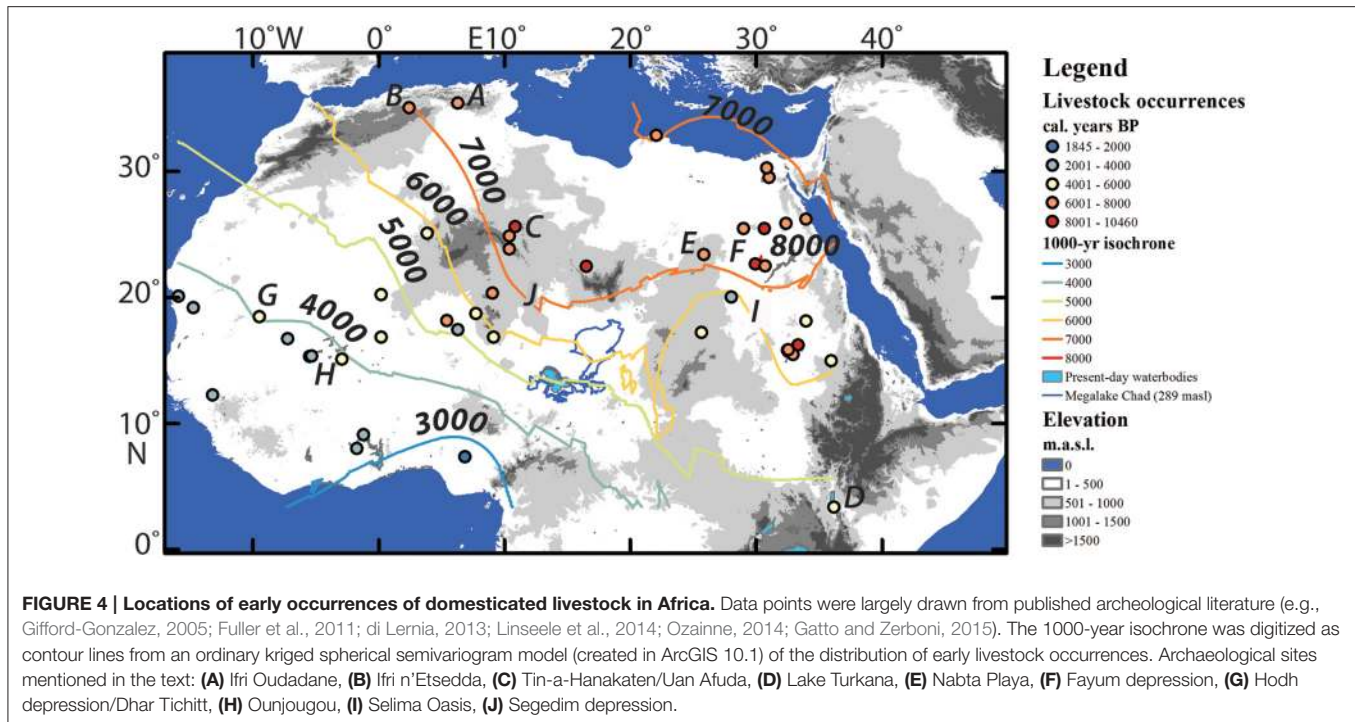 10°W 0° E10° 20° 30° 40°
30°
20°
10°
N
0°
B
A
7000
7000
6000
C
5000
E
F
8000
J
I
G
4000
H
3000
D
Legend
Livestock occurrences
cal. years BP
1845 - 2000
2001 - 4000
4001 - 6000
6001 - 8000
8001 - 10460
1000-yr isochrone
3000
4000
5000
6000
7000
8000
Present-day waterbodies
Megalake Chad (289 masl)
Elevation
m.a.s.l.
0
1 - 500
501 - 1000
1001 - 1500
>1500
FIGURE 4 | Locations of early occurrences of domesticated livestock in Africa. Data points were largely drawn from published archeological literature (e.g.,
Gifford-Gonzalez, 2005; Fuller et al., 2011; di Lernia, 2013; Linseele et al., 2014; Ozainne, 2014; Gatto and Zerboni, 2015). The 1000-year isochrone was digitized as
contour lines from an ordinary kriged spherical semivariogram model (created in ArcGIS 10.1) of the distribution of early livestock occurrences. Archaeological sites
mentioned in the text: (A) Ifri Oudadane, (B) Ifri n'Etsedda, (C) Tin-a-Hanakaten/Uan Afuda, (D) Lake Turkana, (E) Nabta Playa, (F) Fayum depression, (G) Hodh
depression/Dhar Tichitt, (H) Ounjougou, (I) Selima Oasis, (J) Segedim depression.